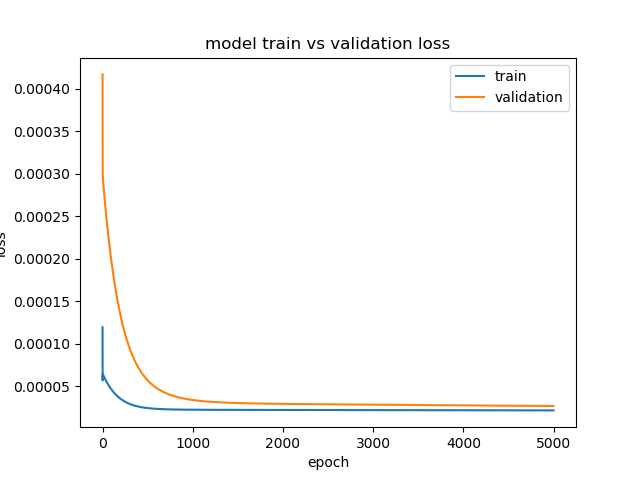 model train vs validation loss
train
validation
0.00040
0.00035
0.00030
0.00025
0.00020
0.00015
0.00010
0.00005
loss
0 1000 2000 3000 4000 5000
epoch